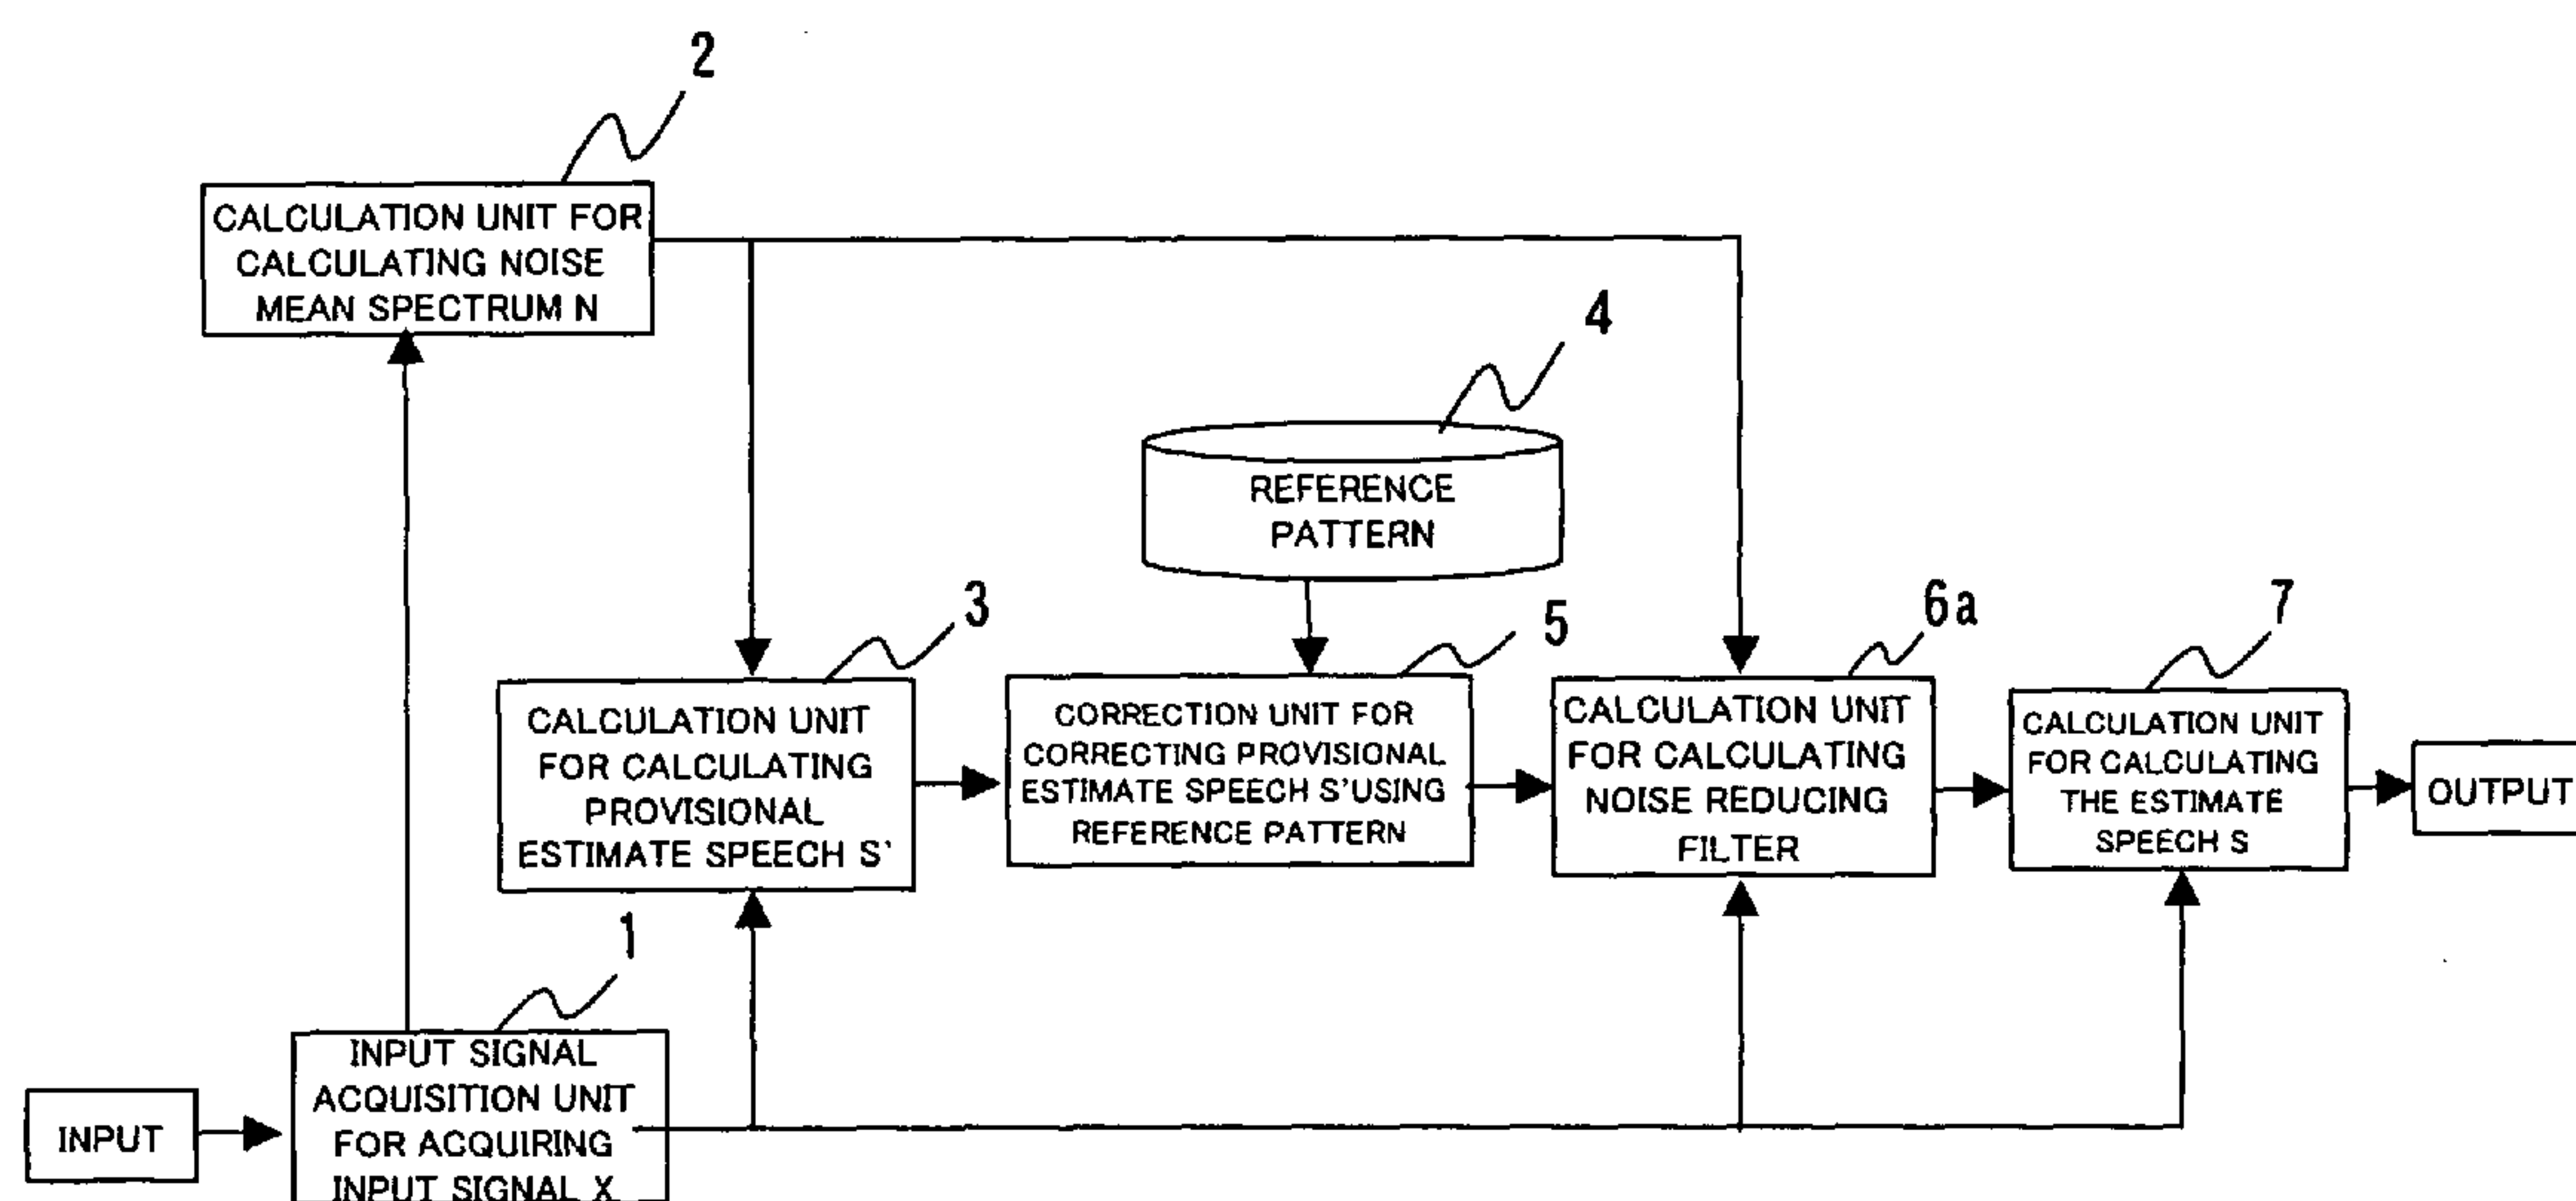 2
CALCULATION UNIT FOR
CALCULATING NOISE
MEAN SPECTRUM N
4
REFERENCE
PATTERN
3
5
6a
7
CALCULATION UNIT
FOR CALCULATING
PROVISIONAL
ESTIMATE SPEECH S'
CORRECTION UNIT FOR
CORRECTING PROVISIONAL
ESTIMATE SPEECH S'USING
REFERENCE PATTERN
CALCULATION UNIT
FOR CALCULATING
NOISE REDUCING
FILTER
CALCULATION UNIT
FOR CALCULATING
THE ESTIMATE
SPEECH S
OUTPUT
1
INPUT
INPUT SIGNAL
ACQUISITION UNIT
FOR ACQUIRING
INPUT SIGNAL X